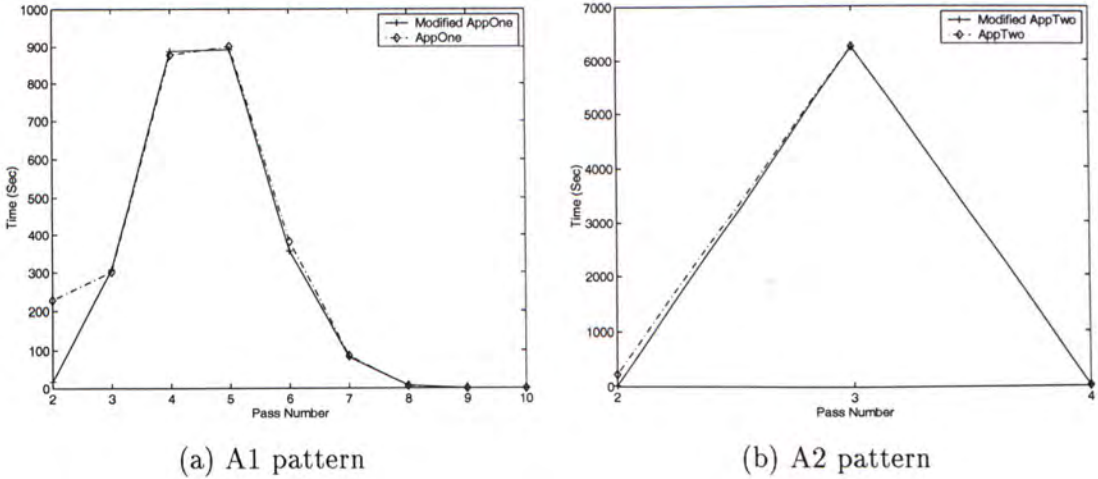 1000
900
800
700
600
500
400
300
200
100
0
Time (Sec)
2 3 4 5 6 7 8 9 10
Pass Number
Modified AppOne
AppOne
(a) A1 pattern
7000
6000
5000
4000
3000
2000
1000
0
Time (Sec)
2 3 4
Pass Number
Modified AppTwo
AppTwo
(b) A2 pattern